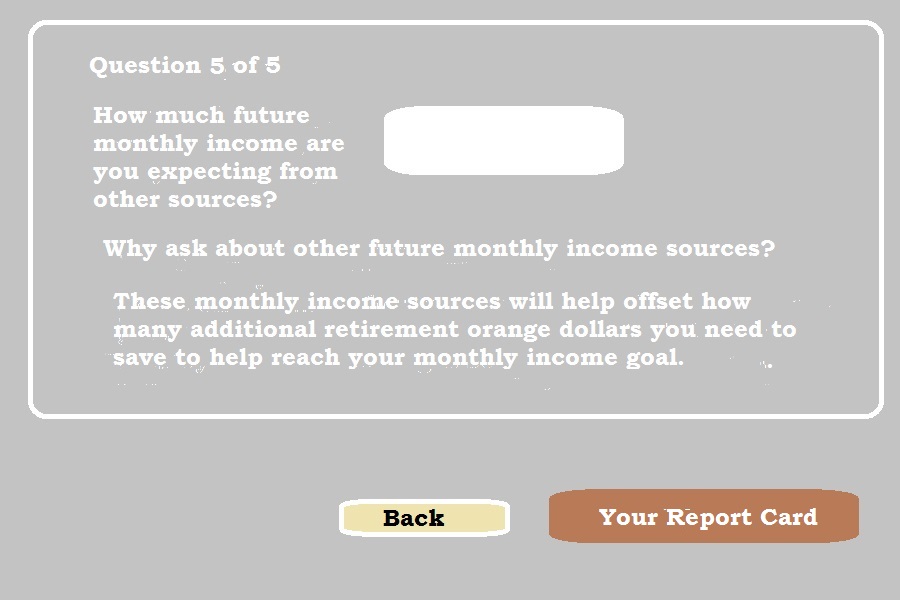 Question 5 of 5
How much future
monthly income are
you expecting from
other sources?
Why ask about other future monthly income sources?
These monthly income sources will help offset how
many additional retirement orange dollars you need to
save to help reach your monthly income goal.
Back
Your Report Card